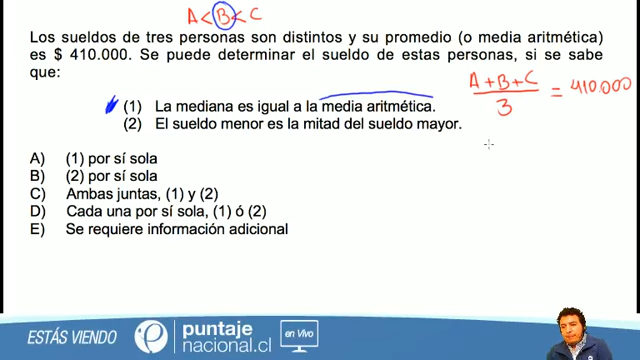 A < B < C
Los sueldos de tres personas son distintos y su promedio (o media aritmética)
es $ 410.000. Se puede determinar el sueldo de estas personas, si se sabe
que:
A + B + C
3
= 410.000
(1) La mediana es igual a la media aritmética.
(2) El sueldo menor es la mitad del sueldo mayor.
A) (1) por sí sola
B) (2) por sí sola
C) Ambas juntas, (1) y (2)
D) Cada una por sí sola, (1) ó (2)
E) Se requiere información adicional
ESTÁS VIENDO
puntaje
nacional.cl
en Vivo